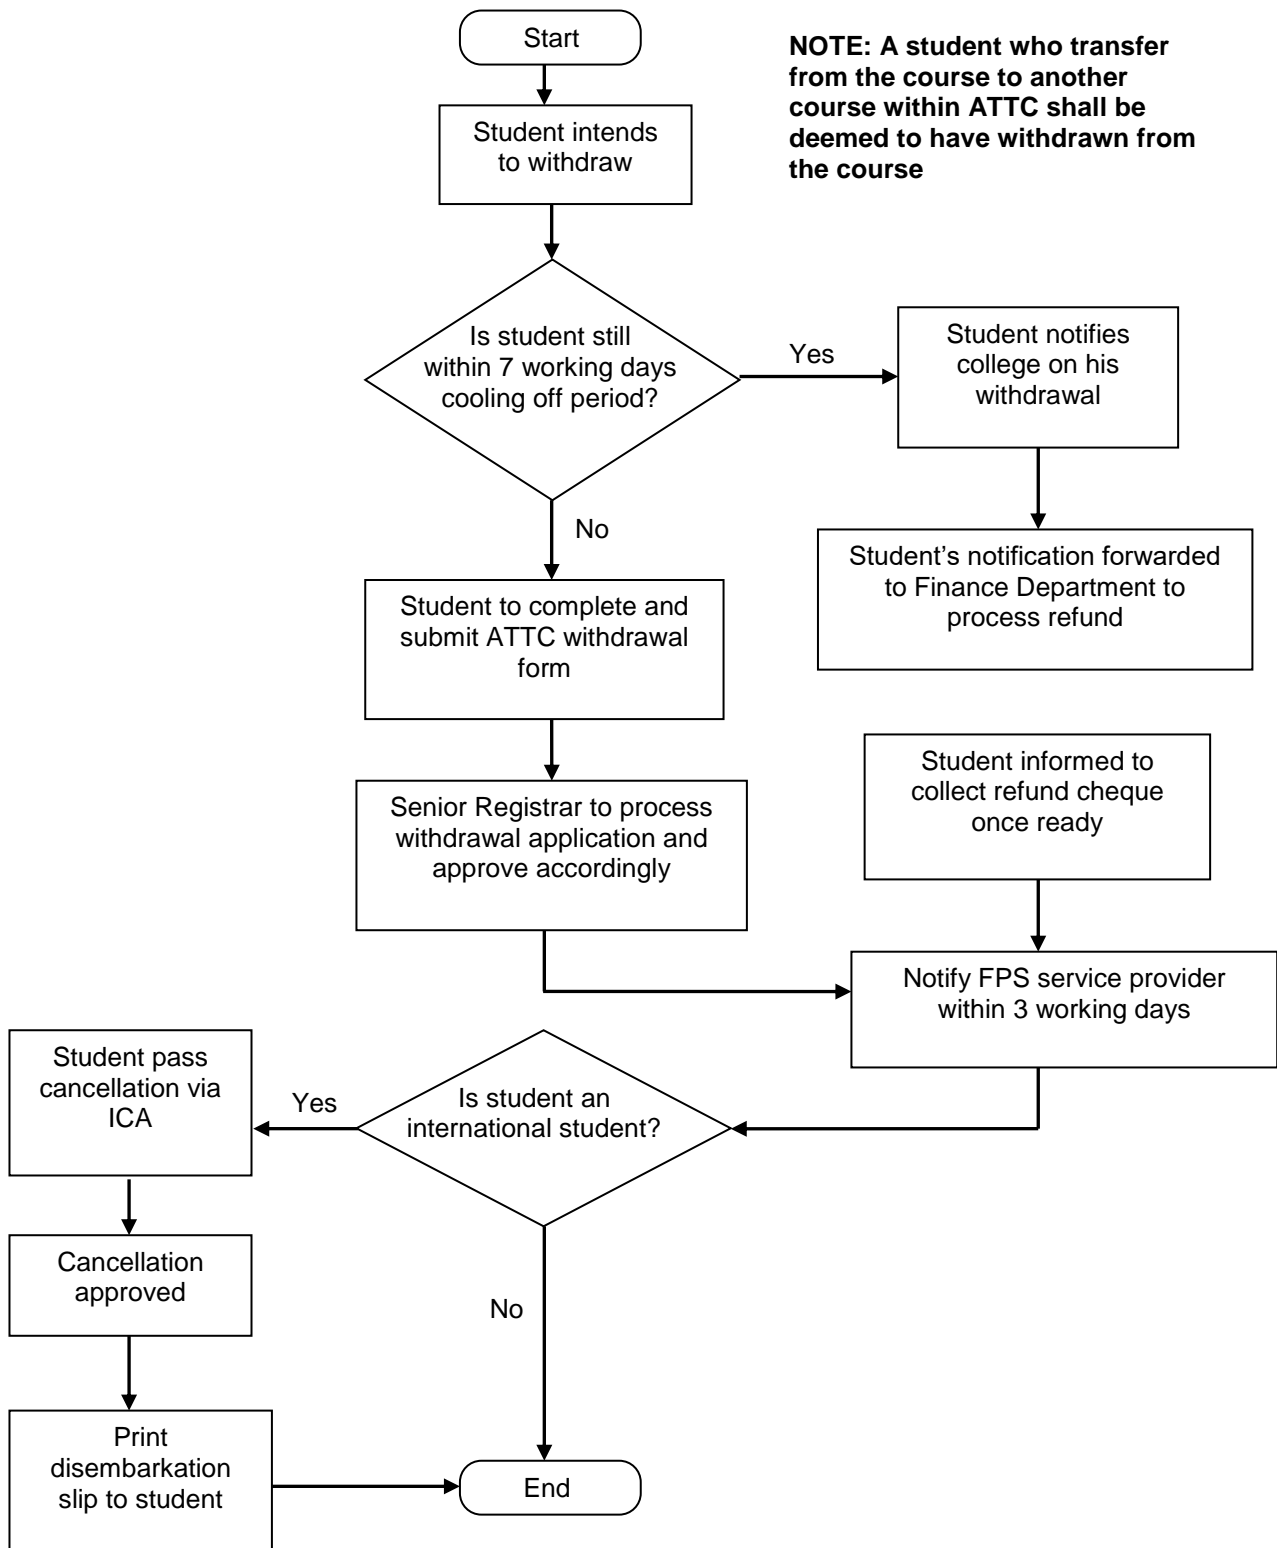 Start
NOTE: A student who transfer
from the course to another
course within ATTC shall be
deemed to have withdrawn from
the course
Student intends
to withdraw
Is student still
within 7 working days
cooling off period?
Yes
Student notifies
college on his
withdrawal
No
Student’s notification forwarded
to Finance Department to
process refund
Student to complete and
submit ATTC withdrawal
form
Student informed to
collect refund cheque
once ready
Senior Registrar to process
withdrawal application and
approve accordingly
Notify FPS service provider
within 3 working days
Is student an
international student?
Yes
Student pass
cancellation via
ICA
Cancellation
approved
No
Print
disembarkation
slip to student
End